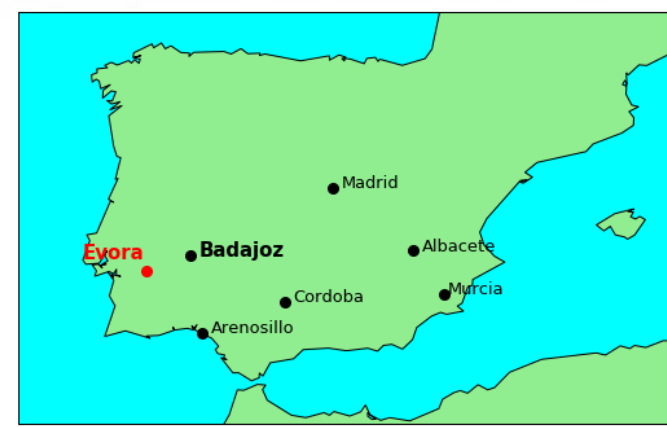 Madrid
Evora
Badajoz
Albacete
Murcia
Cordoba
Arenosillo